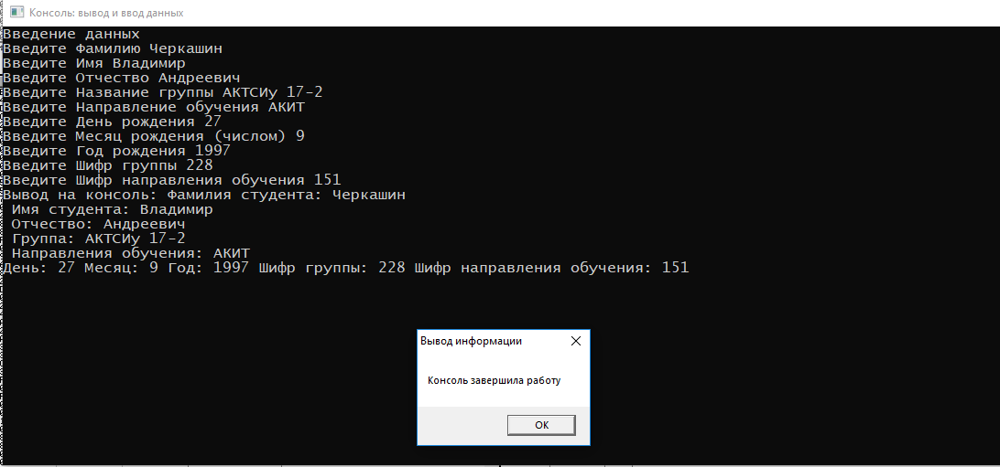 Консоль: вывод и ввод данных
Введение данных
Введите Фамилию Черкашин
Введите Имя Владимир
Введите Отчество Андреевич
Введите Название группы АКТСИу 17-2
Введите Направление обучения АКИТ
Введите День рождения 27
Введите Месяц рождения (числом) 9
Введите Год рождения 1997
Введите Шифр группы 228
Введите Шифр направления обучения 151
Вывод на консоль: Фамилия студента: Черкашин
Имя студента: Владимир
Отчество: Андреевич
Группа: АКТСИу 17-2
Направления обучения: АКИТ
День: 27 Месяц: 9 Год: 1997 Шифр группы: 228 Шифр направления обучения: 151
Вывод информации
Консоль завершила работу
OK